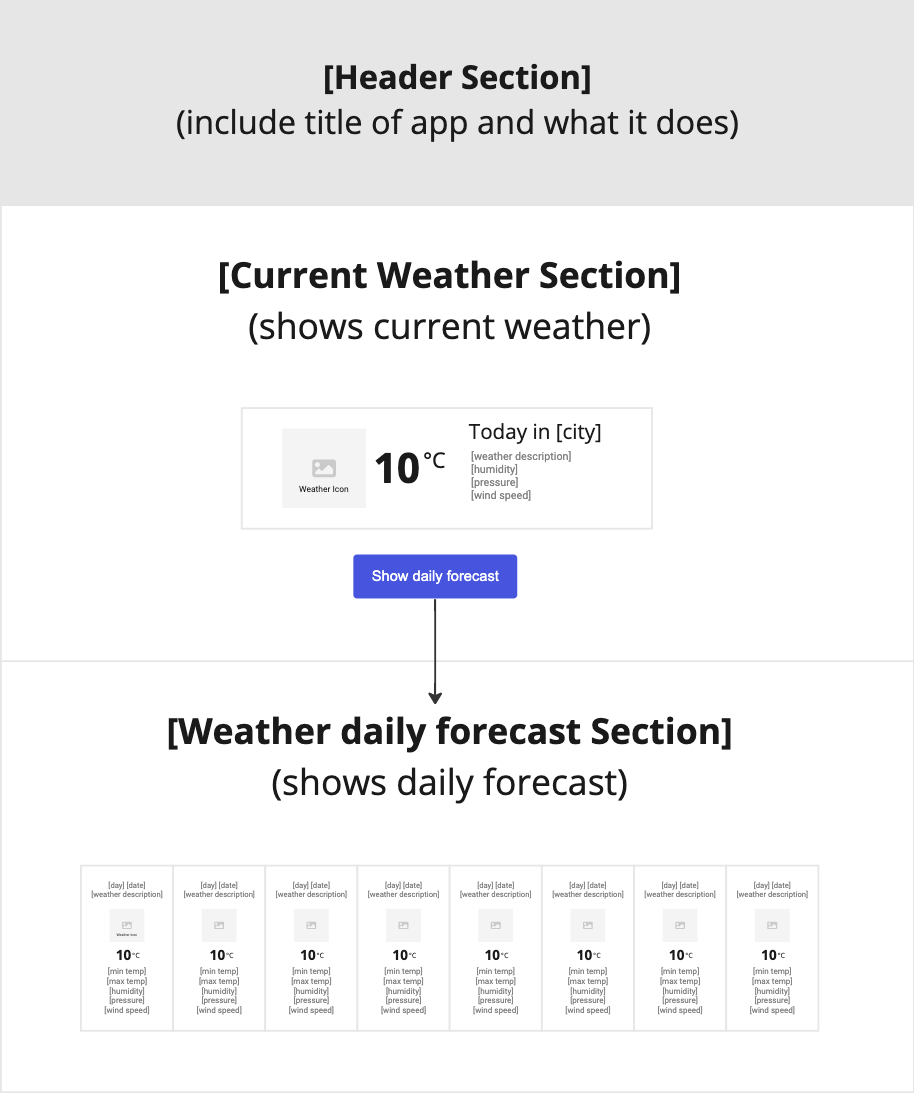 [Header Section]
(include title of app and what it does)
[Current Weather Section]
(shows current weather)
Weather Icon
10 °C
Today in [city]
[weather description]
[humidity]
[pressure]
[wind speed]
Show daily forecast
[Weather daily forecast Section]
(shows daily forecast)
[day] [date]
[weather description]
Weather Icon
10 °C
[min temp]
[max temp]
[humidity]
[pressure]
[wind speed]
[day] [date]
[weather description]
10 °C
[min temp]
[max temp]
[humidity]
[pressure]
[wind speed]
[day] [date]
[weather description]
10 °C
[min temp]
[max temp]
[humidity]
[pressure]
[wind speed]
[day] [date]
[weather description]
10 °C
[min temp]
[max temp]
[humidity]
[pressure]
[wind speed]
[day] [date]
[weather description]
10 °C
[min temp]
[max temp]
[humidity]
[pressure]
[wind speed]
[day] [date]
[weather description]
10 °C
[min temp]
[max temp]
[humidity]
[pressure]
[wind speed]
[day] [date]
[weather description]
10 °C
[min temp]
[max temp]
[humidity]
[pressure]
[wind speed]
[day] [date]
[weather description]
10 °C
[min temp]
[max temp]
[humidity]
[pressure]
[wind speed]